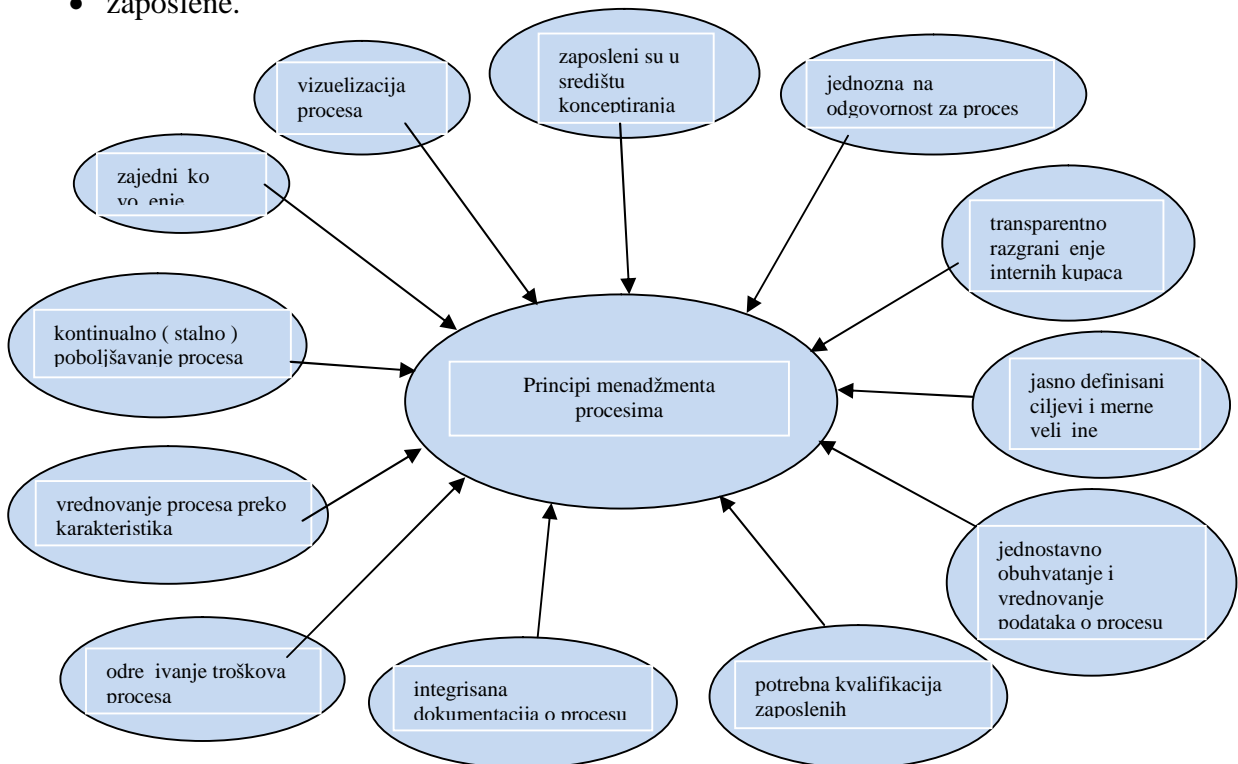 • zaposlene.
zaposleni su u
središtu
konceptiranja
vizuelizacija
procesa
jednozna na
odgovornost za proces
zajedni ko
vo enje
transparentno
razgrani enje
internih kupaca
kontinualno ( stalno )
poboljšavanje procesa
Principi menadžmenta
procesima
jasno definisani
ciljevi i merne
veli ine
vrednovanje procesa preko
karakteristika
jednostavno
obuhvatanje i
vrednovanje
podataka o procesu
odre ivanje troškova
procesa
integrisana
dokumentacija o procesu
potrebna kvalifikacija
zaposlenih